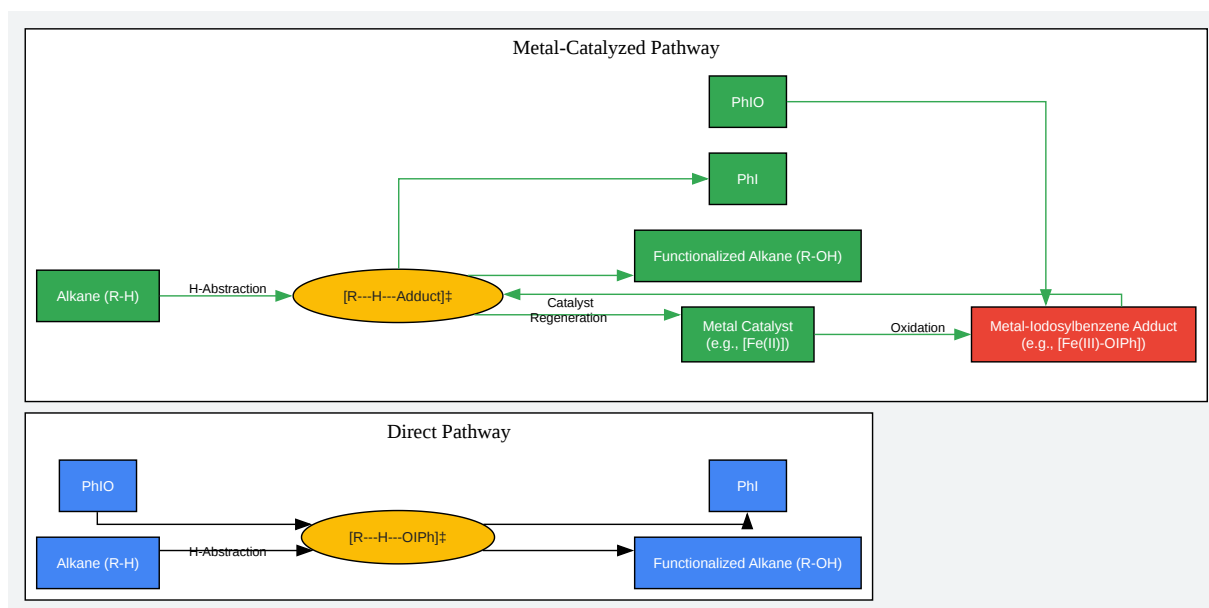 Metal-Catalyzed Pathway
PhIO
PhI
Functionalized Alkane (R-OH)
Alkane (R-H)
H-Abstraction
[R---H---Adduct]‡
Catalyst
Regeneration
Metal Catalyst
(e.g., [Fe(II)])
Oxidation
Metal-Iodosylbenzene Adduct
(e.g., [Fe(III)-OIPh])
Direct Pathway
PhIO
PhI
Alkane (R-H)
H-Abstraction
[R---H---OIPh]‡
Functionalized Alkane (R-OH)